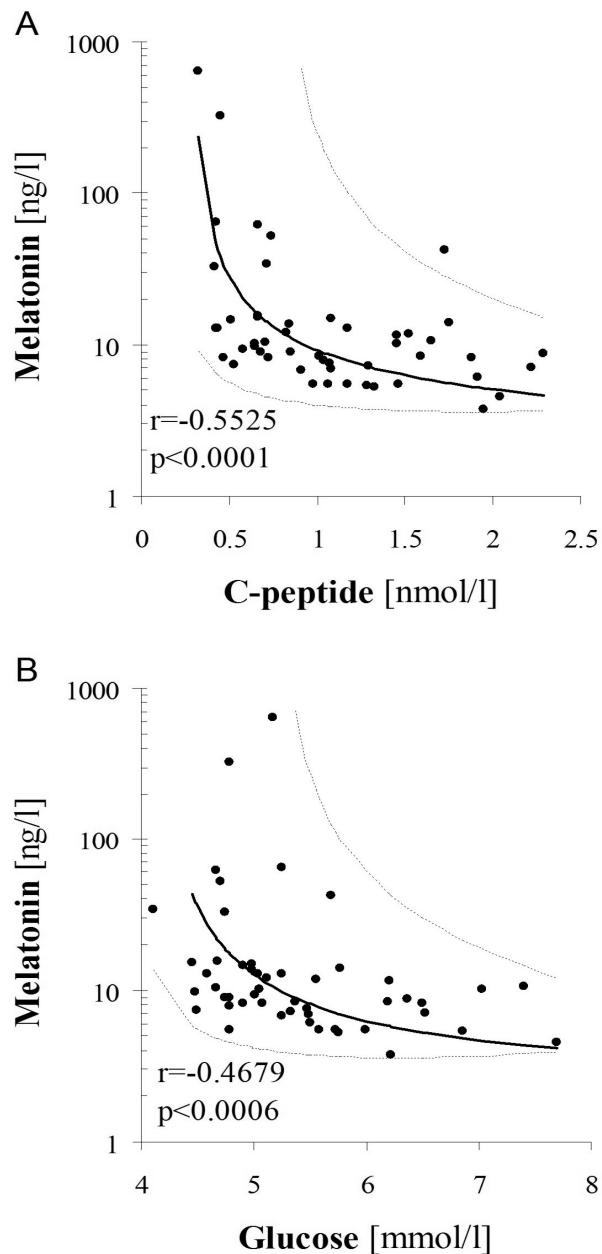 A
1000
100
10
1
Melatonin [ng/l]
r=-0.5525
p<0.0001
0 0.5 1 1.5 2 2.5
C-peptide [nmol/l]
B
1000
100
10
1
Melatonin [ng/l]
r=-0.4679
p<0.0006
4 5 6 7 8
Glucose [mmol/l]